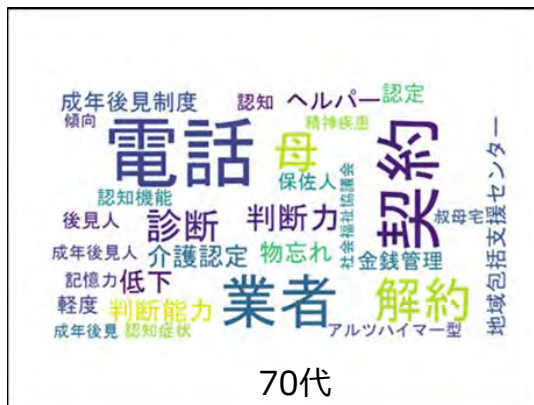 成年後見制度
認知
ヘルパー
認定
傾向
電話
母
精神疾患
契約
認知機能
保佐人
社会福祉協議会
叔母宅
地域包括支援センター
後見人
診断
判断力
成年後見人
介護認定
物忘れ
金銭管理
記憶力
低下
業者
解約
軽度
判断能力
成年後見
認知症状
アルツハイマー型
70代